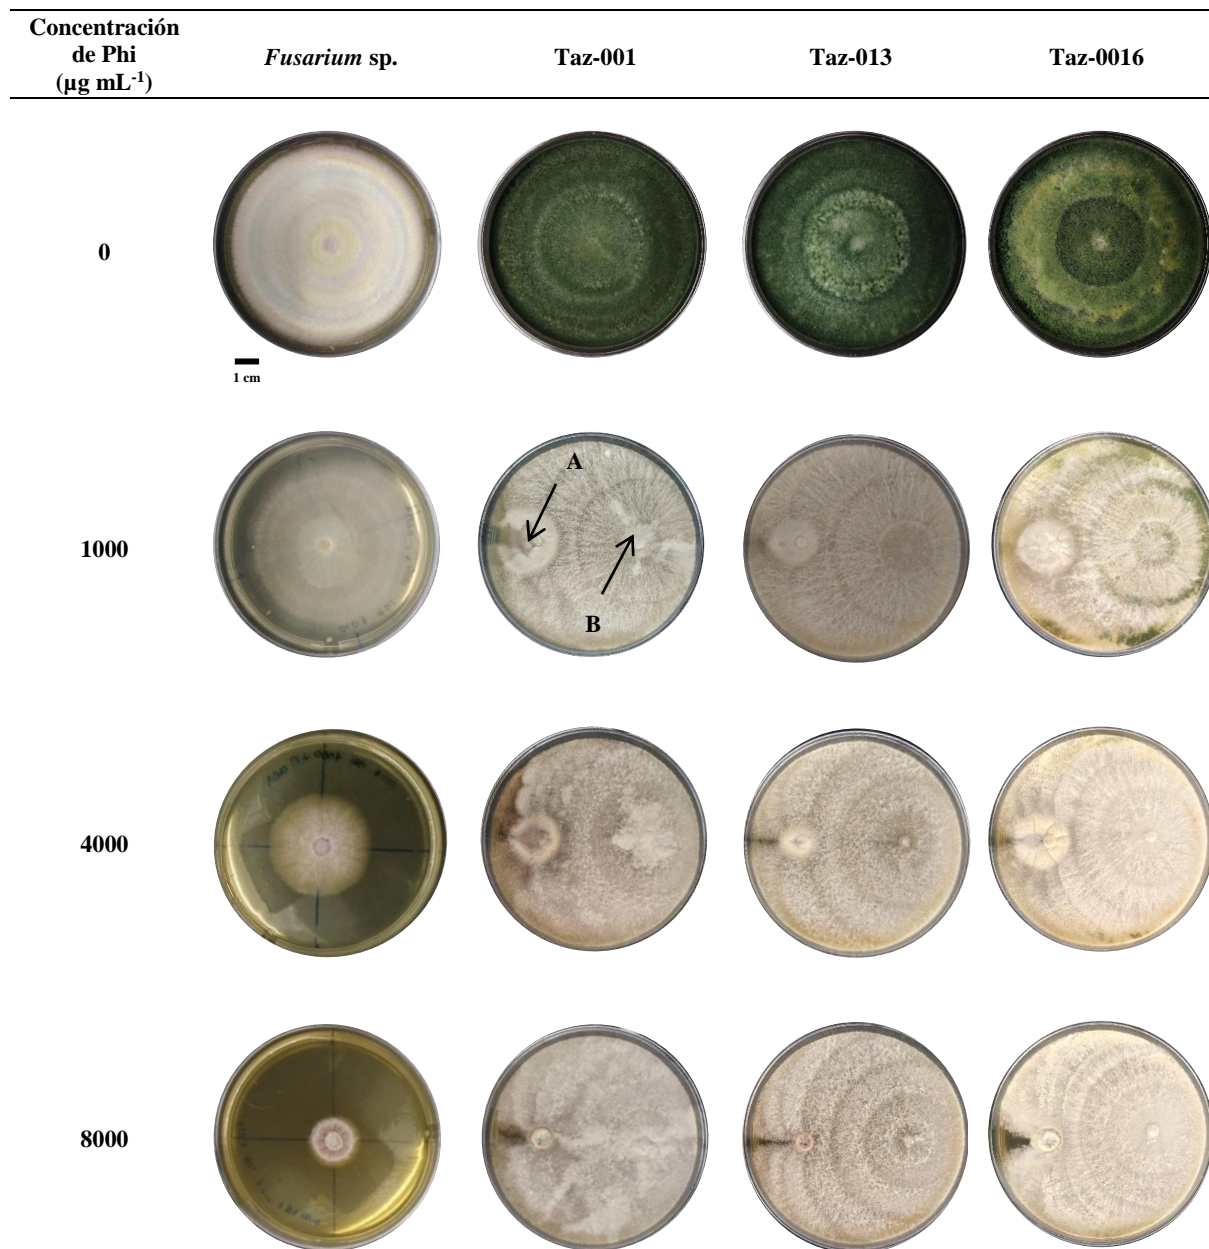 Concentración
de Phi
(µg mL-1)
Fusarium sp.
Taz-001
Taz-013
Taz-0016
0
1 cm
1000
A
B
4000
8000